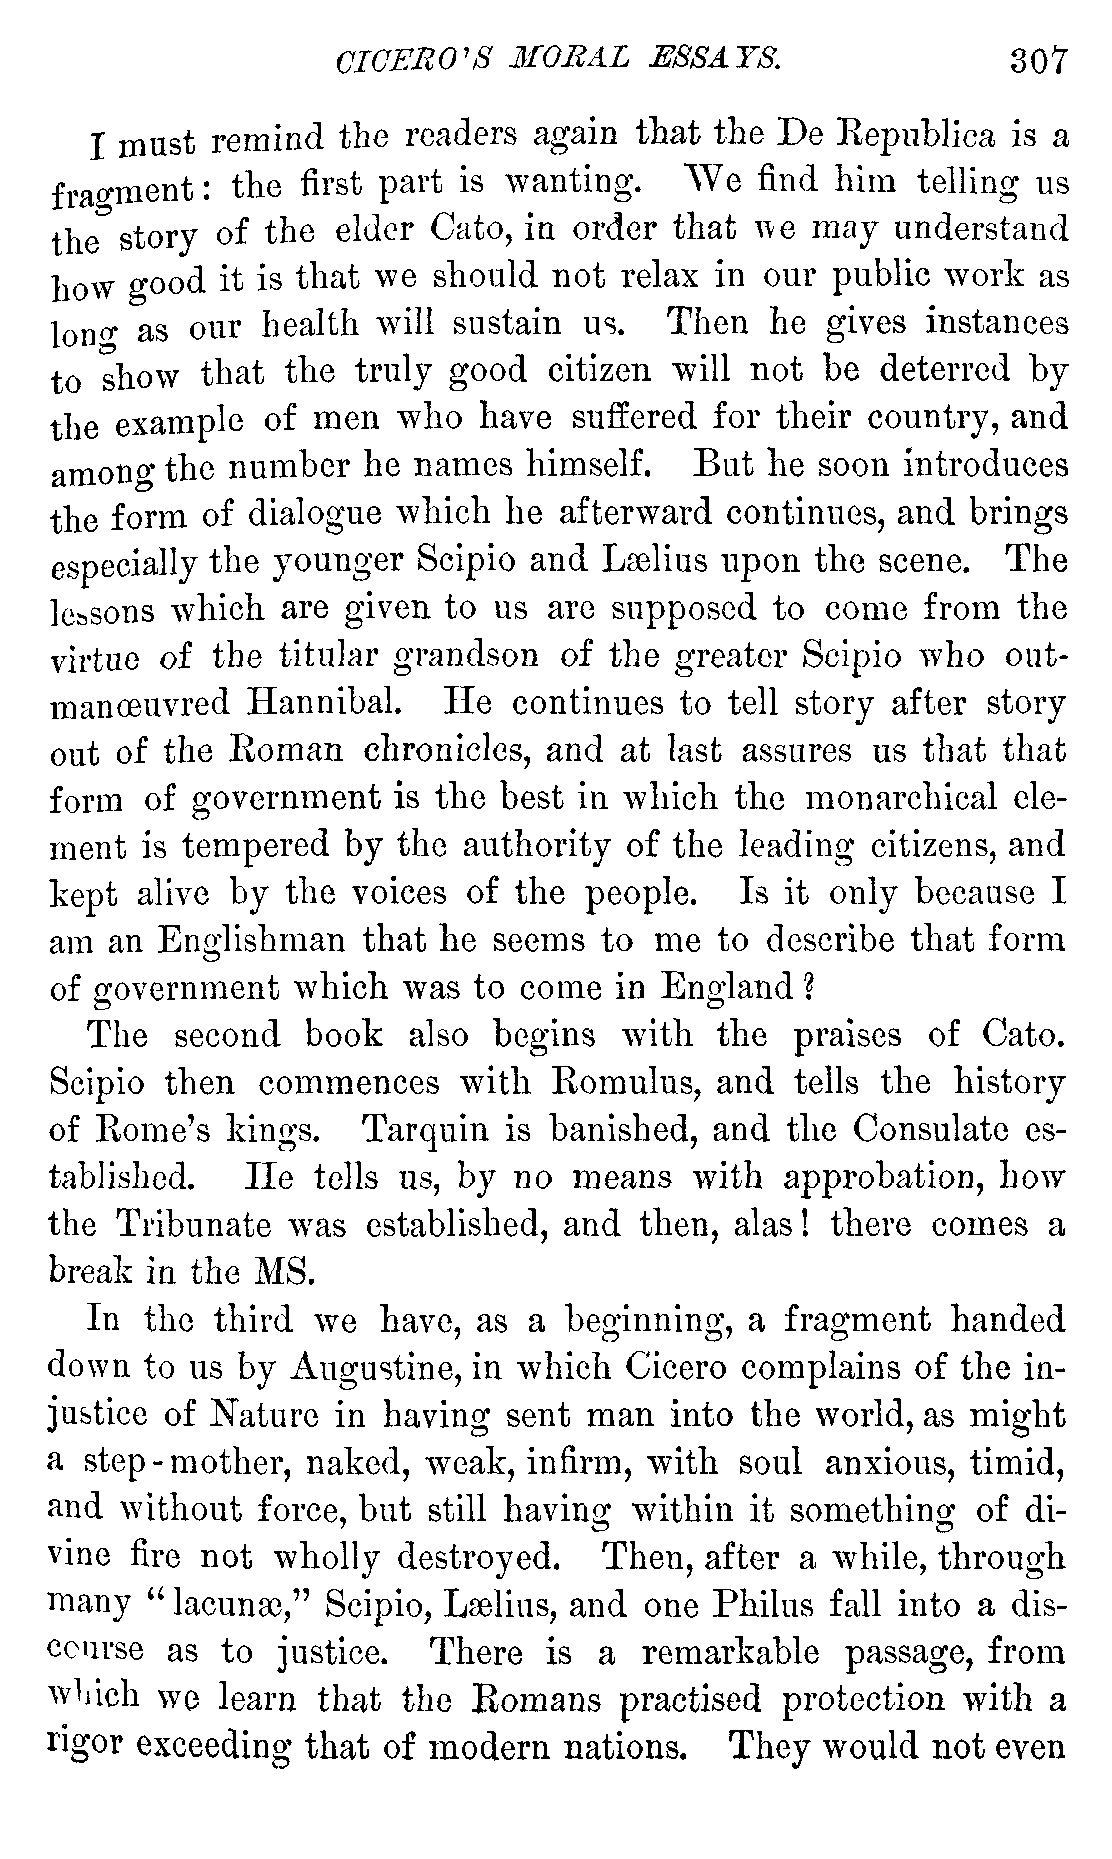 CICERO'S MORAL ESSAYS. 307
I must remind the readers again that the De Republica is a
fragment: the first part is wanting. We find him telling us
the story of the elder Cato, in order that we may understand
how good it is that we should not relax in our public work as
long as our health will sustain us. Then he gives instances
to show that the truly good citizen will not be deterred by
the example of men who have suffered for their country, and
among the number he names himself. But he soon introduces
the form of dialogue which he afterward continues, and brings
especially the younger Scipio and Lælius upon the scene. The
lessons which are given to us are supposed to come from the
virtue of the titular grandson of the greater Scipio who out-
manœuvred Hannibal. He continues to tell story after story
out of the Roman chronicles, and at last assures us that that
form of government is the best in which the monarchical ele-
ment is tempered by the authority of the leading citizens, and
kept alive by the voices of the people. Is it only because I
am an Englishman that he seems to me to describe that form
of government which was to come in England?
The second book also begins with the praises of Cato.
Scipio then commences with Romulus, and tells the history
of Rome's kings. Tarquin is banished, and the Consulate es-
tablished. He tells us, by no means with approbation, how
the Tribunate was established, and then, alas! there comes a
break in the MS.
In the third we have, as a beginning, a fragment handed
down to us by Augustine, in which Cicero complains of the in-
justice of Nature in having sent man into the world, as might
a step-mother, naked, weak, infirm, with soul anxious, timid,
and without force, but still having within it something of di-
vine fire not wholly destroyed. Then, after a while, through
many "lacunæ," Scipio, Lælius, and one Philus fall into a dis-
course as to justice. There is a remarkable passage, from
which we learn that the Romans practised protection with a
rigor exceeding that of modern nations. They would not even